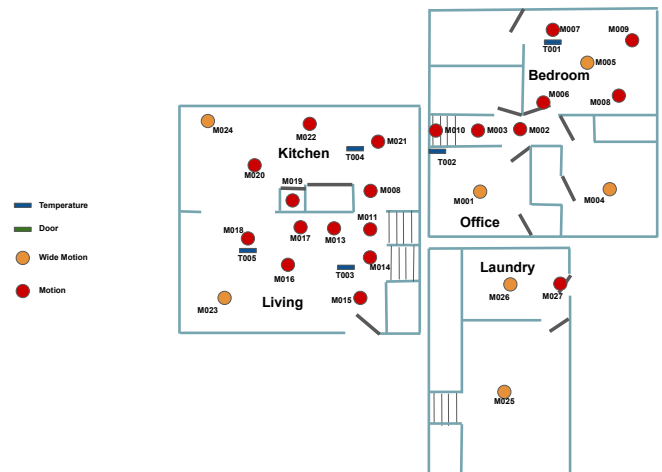 M007
M009
T001
M005
Bedroom
M006
M008
M024
M022
M010
M003
M002
M021
Kitchen
T004
T002
M020
M019
M008
M001
M004
Temperature
Door
Wide Motion
Motion
M018
M017
M013
M011
Office
T005
M016
T003
M014
Laundry
M026
M027
M023
Living
M015
M025